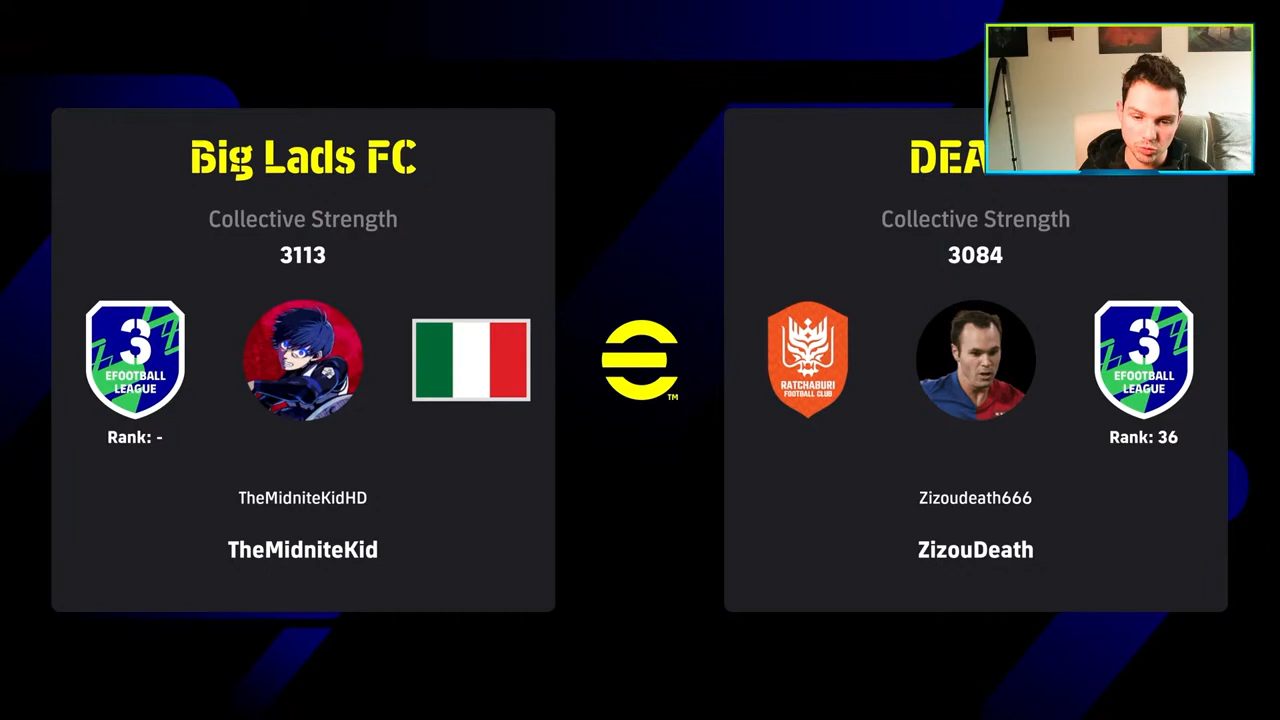 Big Lads FC
Collective Strength
3113
3
EFOOTBALL
LEAGUE
Rank: -
TheMidniteKidHD
TheMidniteKid
TM
DEA
Collective Strength
3084
RATCHABURI
FOOTBALL CLUB
3
EFOOTBALL
LEAGUE
Rank: 36
Zizoudeath666
ZizouDeath